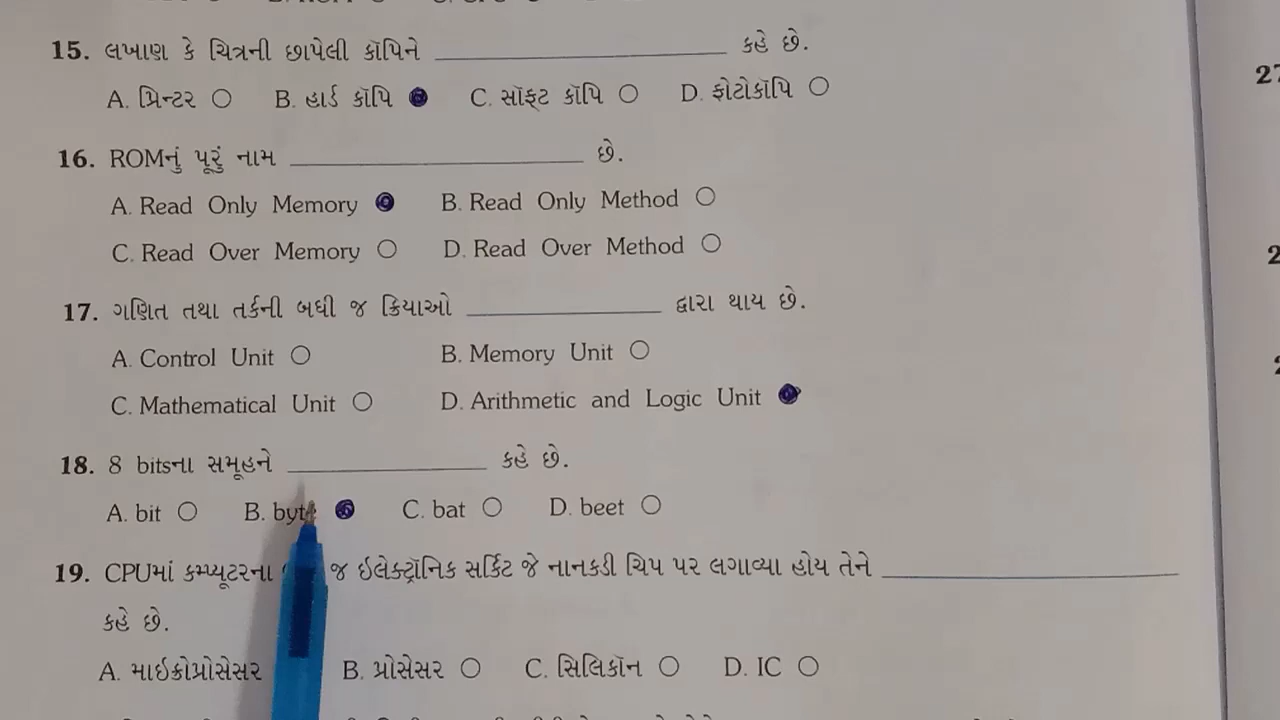 15. લખાણ કે ચિત્રની છાપેલી કૉપિને ____________ કહે છે.
A. પ્રિન્ટર ○ B. હાર્ડ કૉપિ C. સૉફ્ટ કૉપિ ○ D. ફોટોકૉપિ ○
16. ROMનું પૂરું નામ ____________ છે.
A. Read Only Memory B. Read Only Method ○
C. Read Over Memory ○ D. Read Over Method ○
17. ગણિત તથા તર્કની બધી જ ક્રિયાઓ ____________ દ્વારા થાય છે.
A. Control Unit ○ B. Memory Unit ○
C. Mathematical Unit ○ D. Arithmetic and Logic Unit
18. 8 bitsના સમૂહને ____________ કહે છે.
A. bit ○ B. byte C. bat ○ D. beet ○
19. CPUમાં કમ્પ્યૂટરના જ ઇલેક્ટ્રૉનિક સર્કિટ જે નાનકડી ચિપ પર લગાવ્યા હોય તેને ____________
કહે છે.
A. માઇક્રોપ્રોસેસર B. પ્રોસેસર ○ C. સિલિકૉન ○ D. IC ○